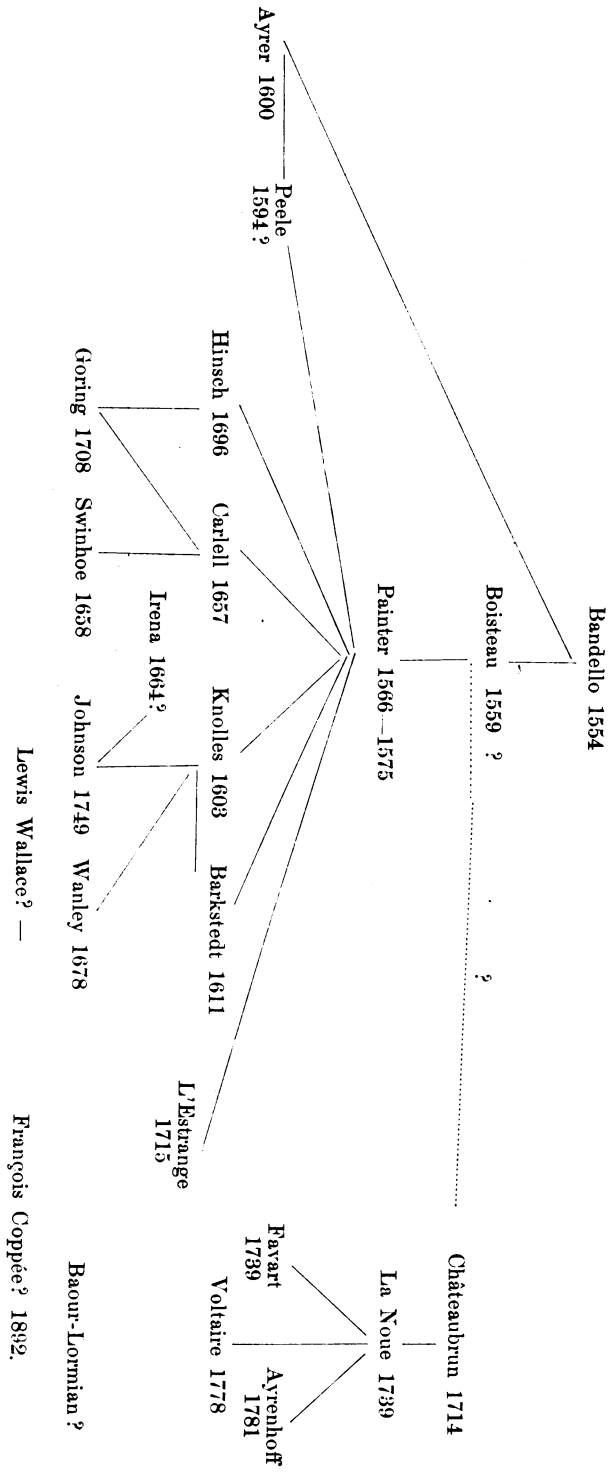 Bandello 1554
Boisteau 1559 ?
?
Châteaubrun 1714
Painter 1566—1575
La Noue 1739
Ayrer 1600
Peele
1594?
Favart
1739
Ayrenhoff
1781
Hinsch 1696
Carlell 1657
Knolles 1603
Barkstedt 1611
Voltaire 1778
L'Estrange
1715
Irena 1664?
Goring 1708
Swinhoe 1658
Johnson 1749
Wanley 1678
Baour-Lormian?
Lewis Wallace? —
François Coppée? 1892.